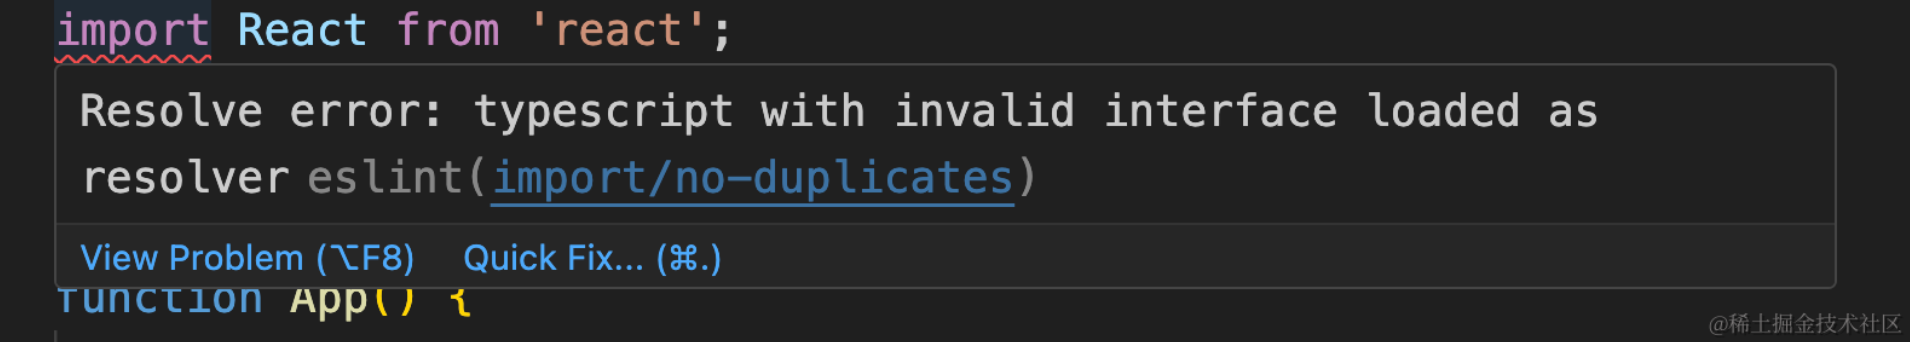 import React from 'react';
Resolve error: typescript with invalid interface loaded as
resolver eslint(import/no-duplicates)
View Problem (⌥F8) Quick Fix... (⌘.)
function App() {
@稀土掘金技术社区